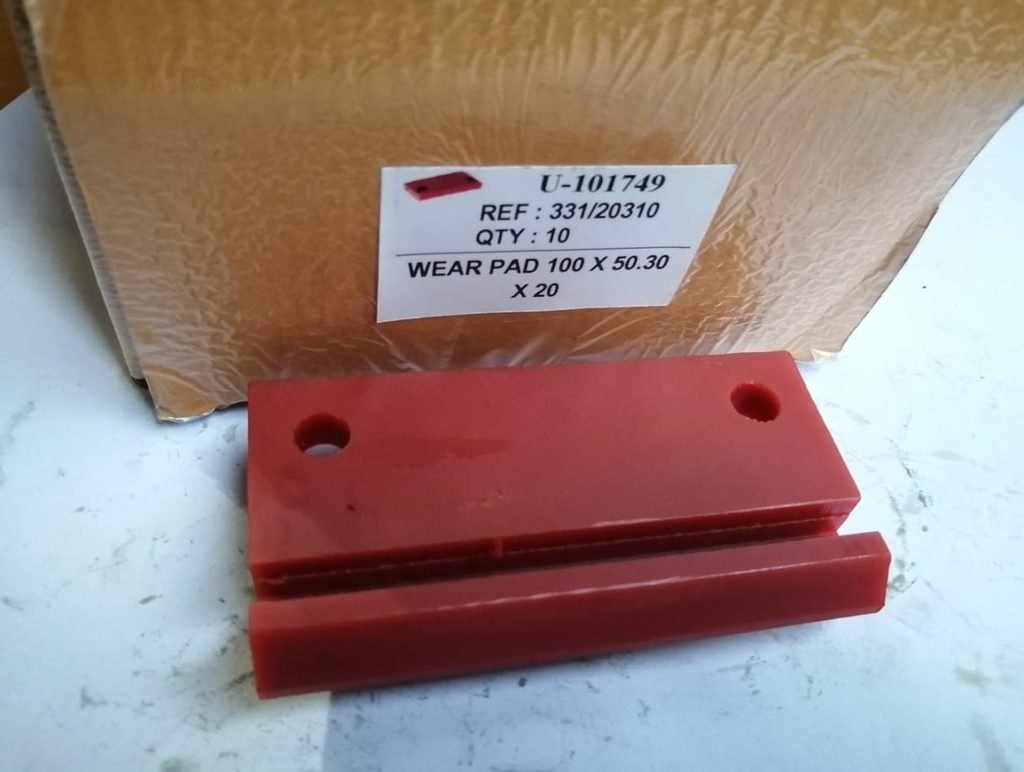 U-101749
REF : 331/20310
QTY : 10
WEAR PAD 100 X 50.30
X 20